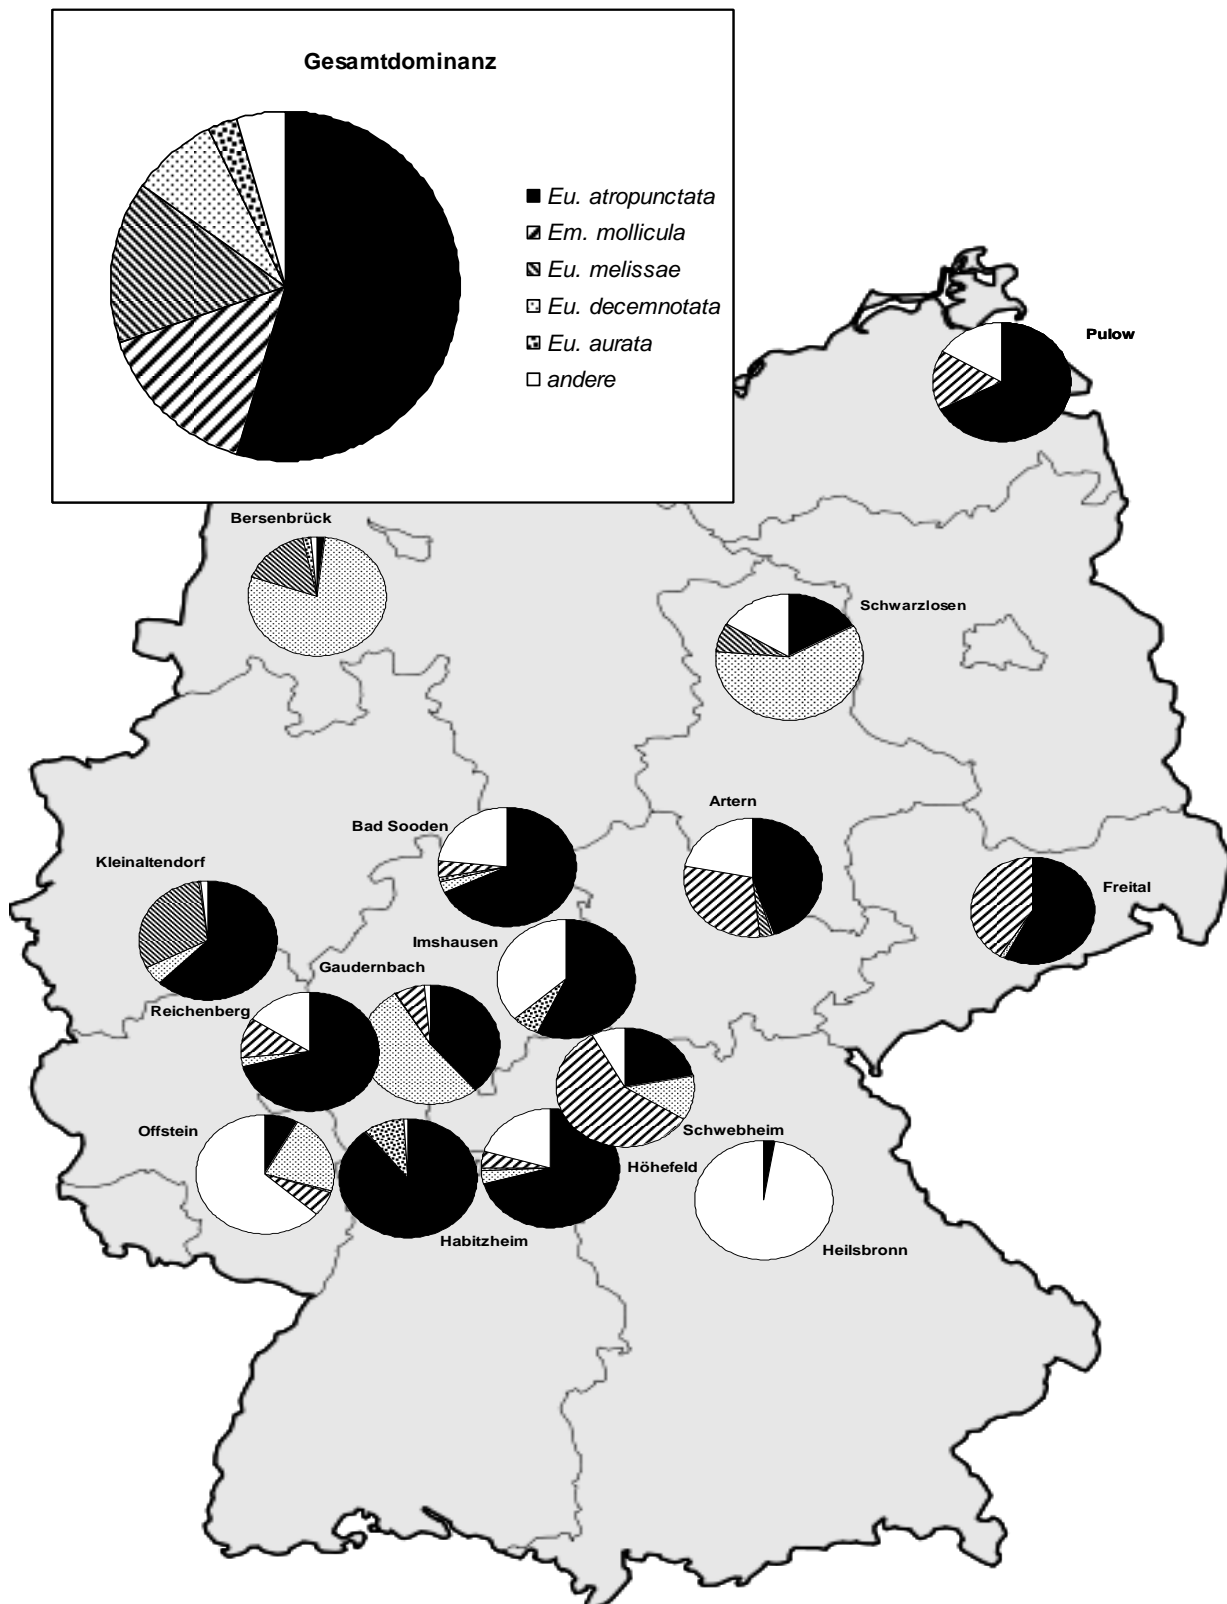 Gesamtdominanz
Eu. atropunctata
Em. mollicula
Eu. melissae
Eu. decemnotata
Eu. aurata
andere
Pulow
Bersenbrück
Schwarzlosen
Artern
Bad Sooden
Kleinaltendorf
Freital
Imshausen
Gaudernbach
Reichenberg
Offstein
Schwebheim
Höhefeld
Habitzheim
Heilsbronn